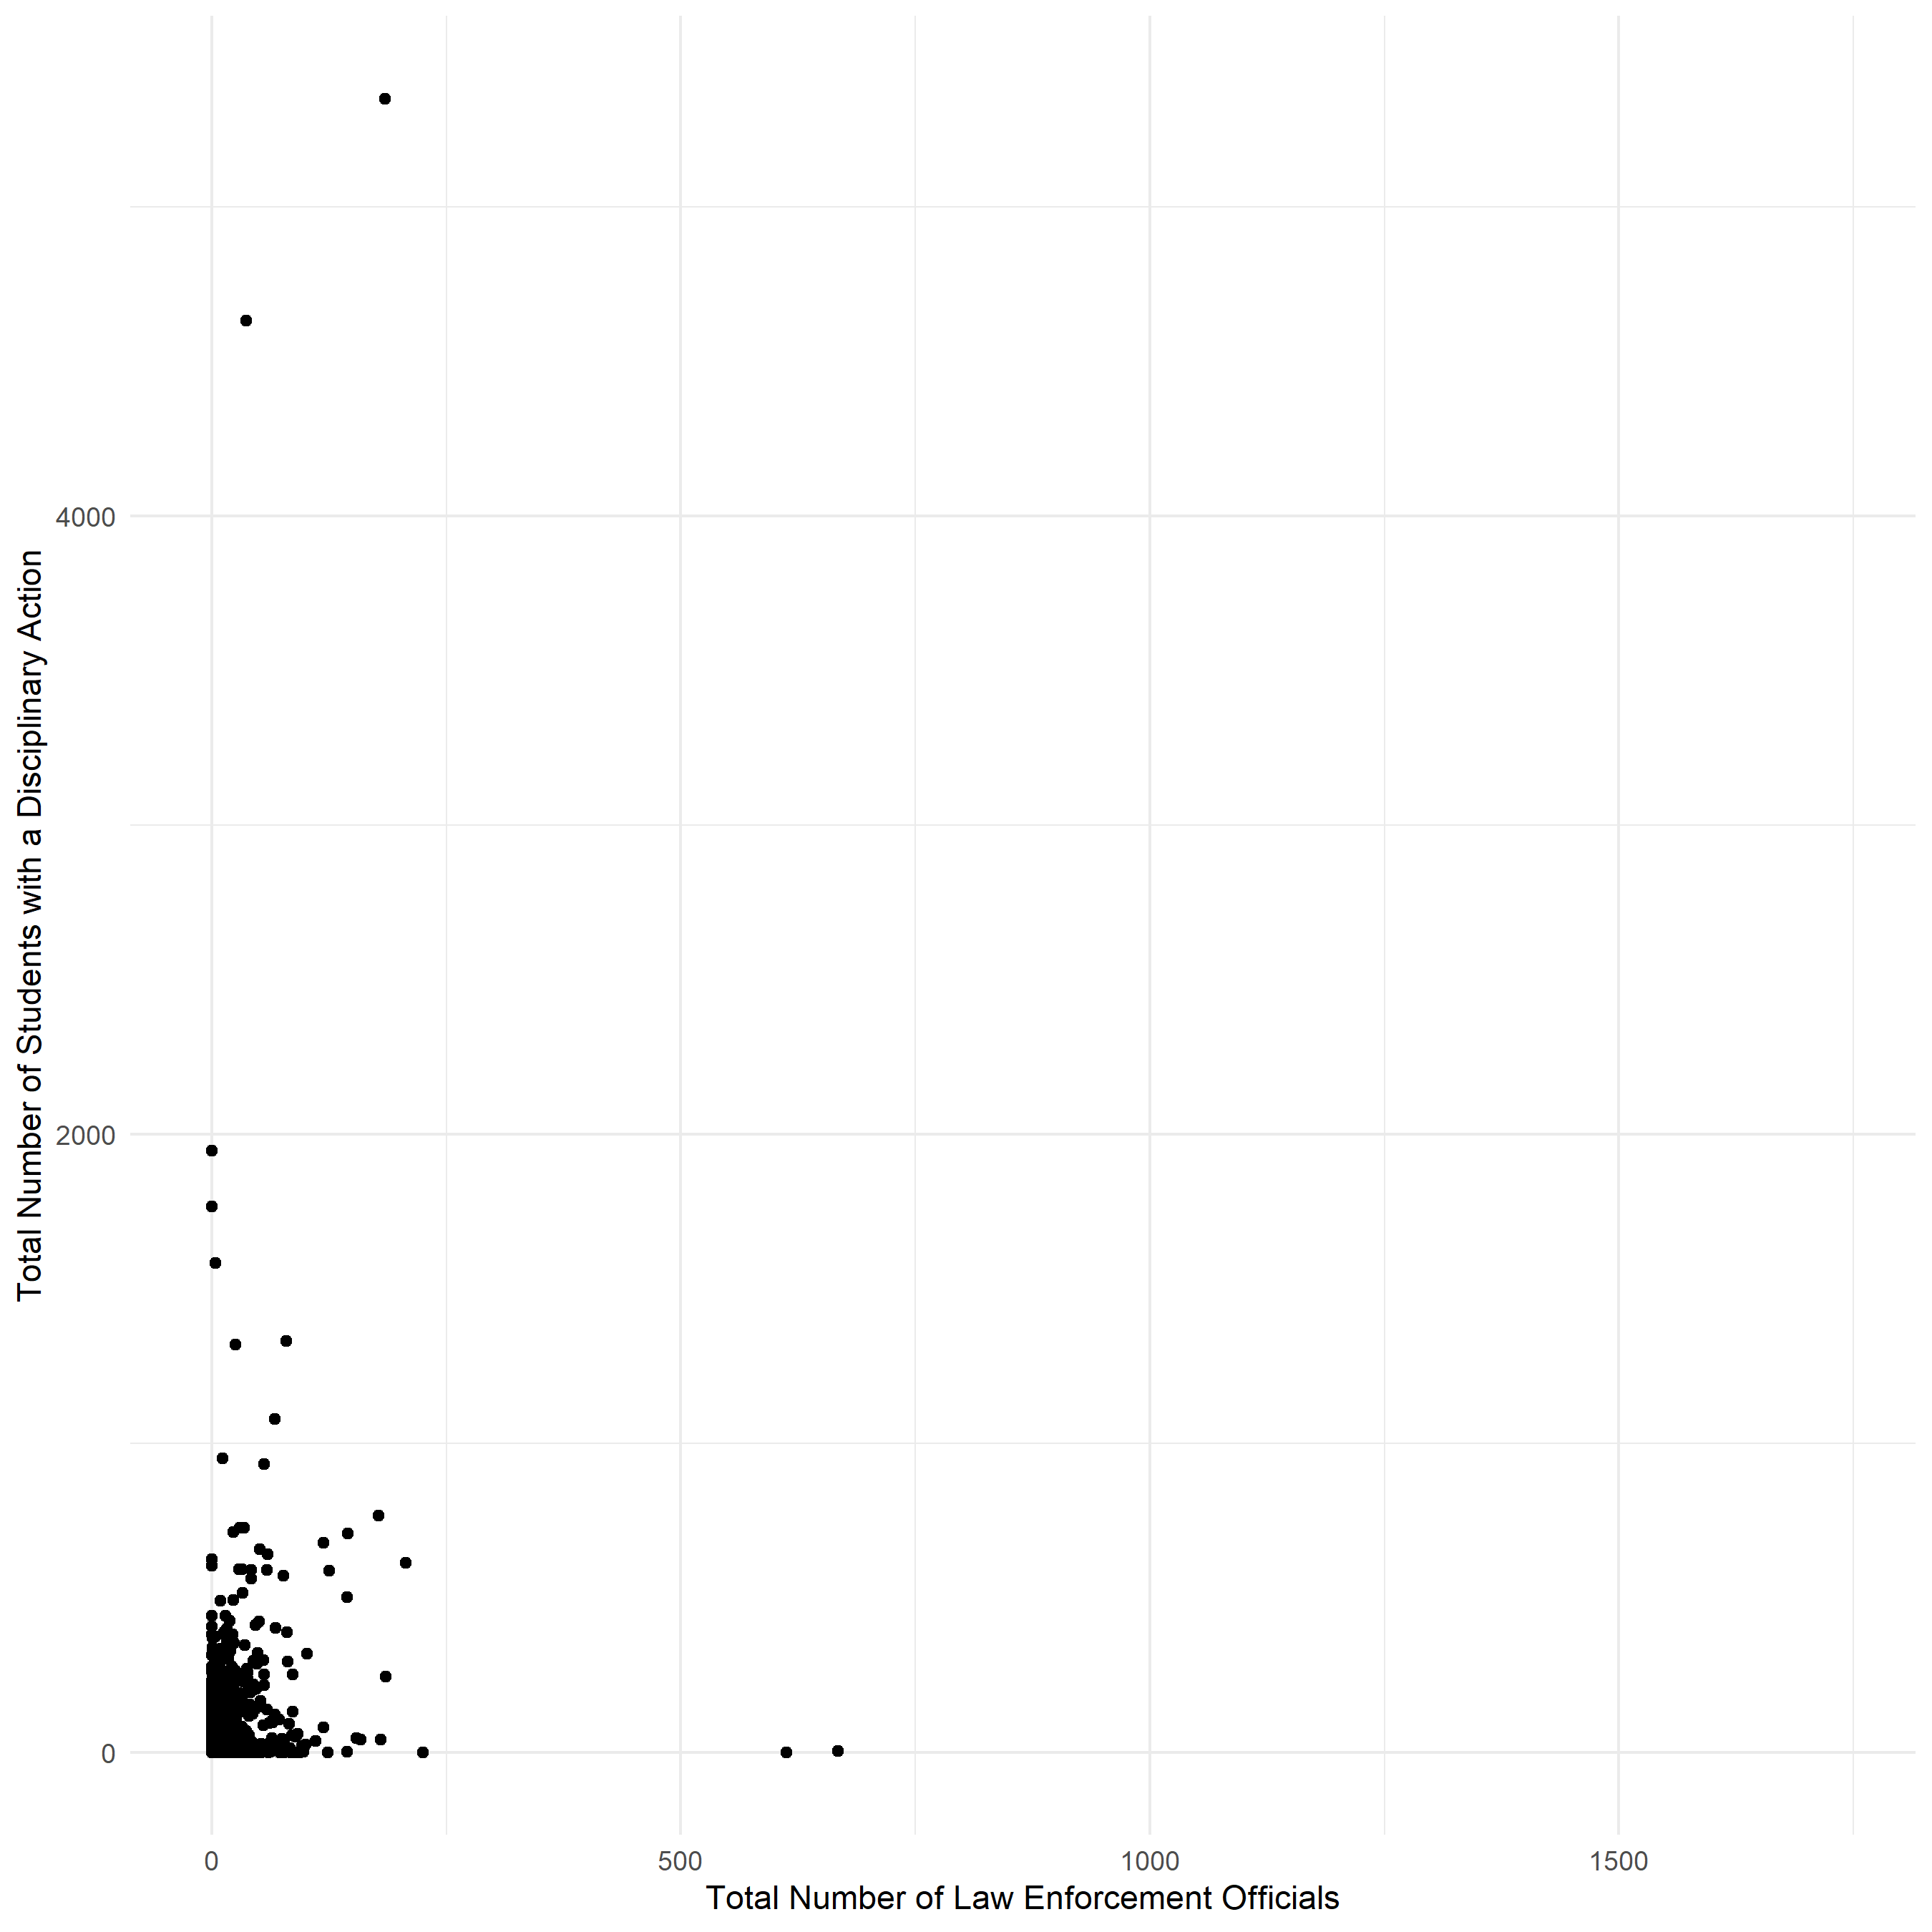 Total Number of Students with a Disciplinary Action
4000
2000
0
0 500 1000 1500
Total Number of Law Enforcement Officials